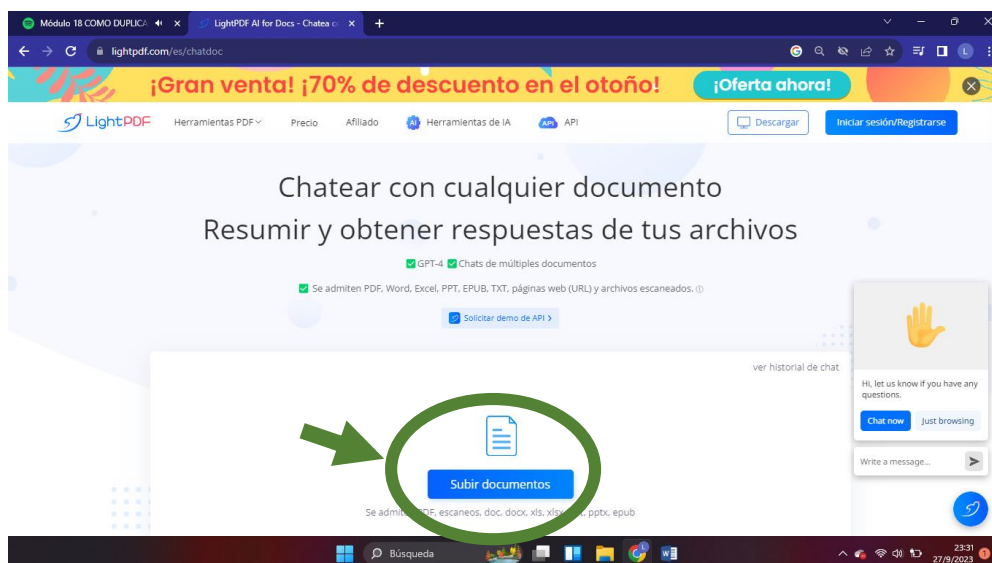 Módulo 18 COMO DUPLICA
LightPDF AI for Docs - Chatea c
lightpdf.com/es/chatdoc
L
¡Gran venta! ¡70% de descuento en el otoño!
¡Oferta ahora!
LightPDF
Herramientas PDF
Precio
Afiliado
AI
Herramientas de IA
API
API
Descargar
Iniciar sesión/Registrarse
Chatear con cualquier documento
Resumir y obtener respuestas de tus archivos
GPT-4 Chats de múltiples documentos
Se admiten PDF, Word, Excel, PPT, EPUB, TXT, páginas web (URL) y archivos escaneados.
Solicitar demo de API >
ver historial de chat
Hi, let us know if you have any
questions.
Chat now
Just browsing
Write a message...
Subir documentos
Se admiten PDF, escaneos, doc, docx, xls, xlsx, pptx, epub
Búsqueda
23:31
27/9/2023
1